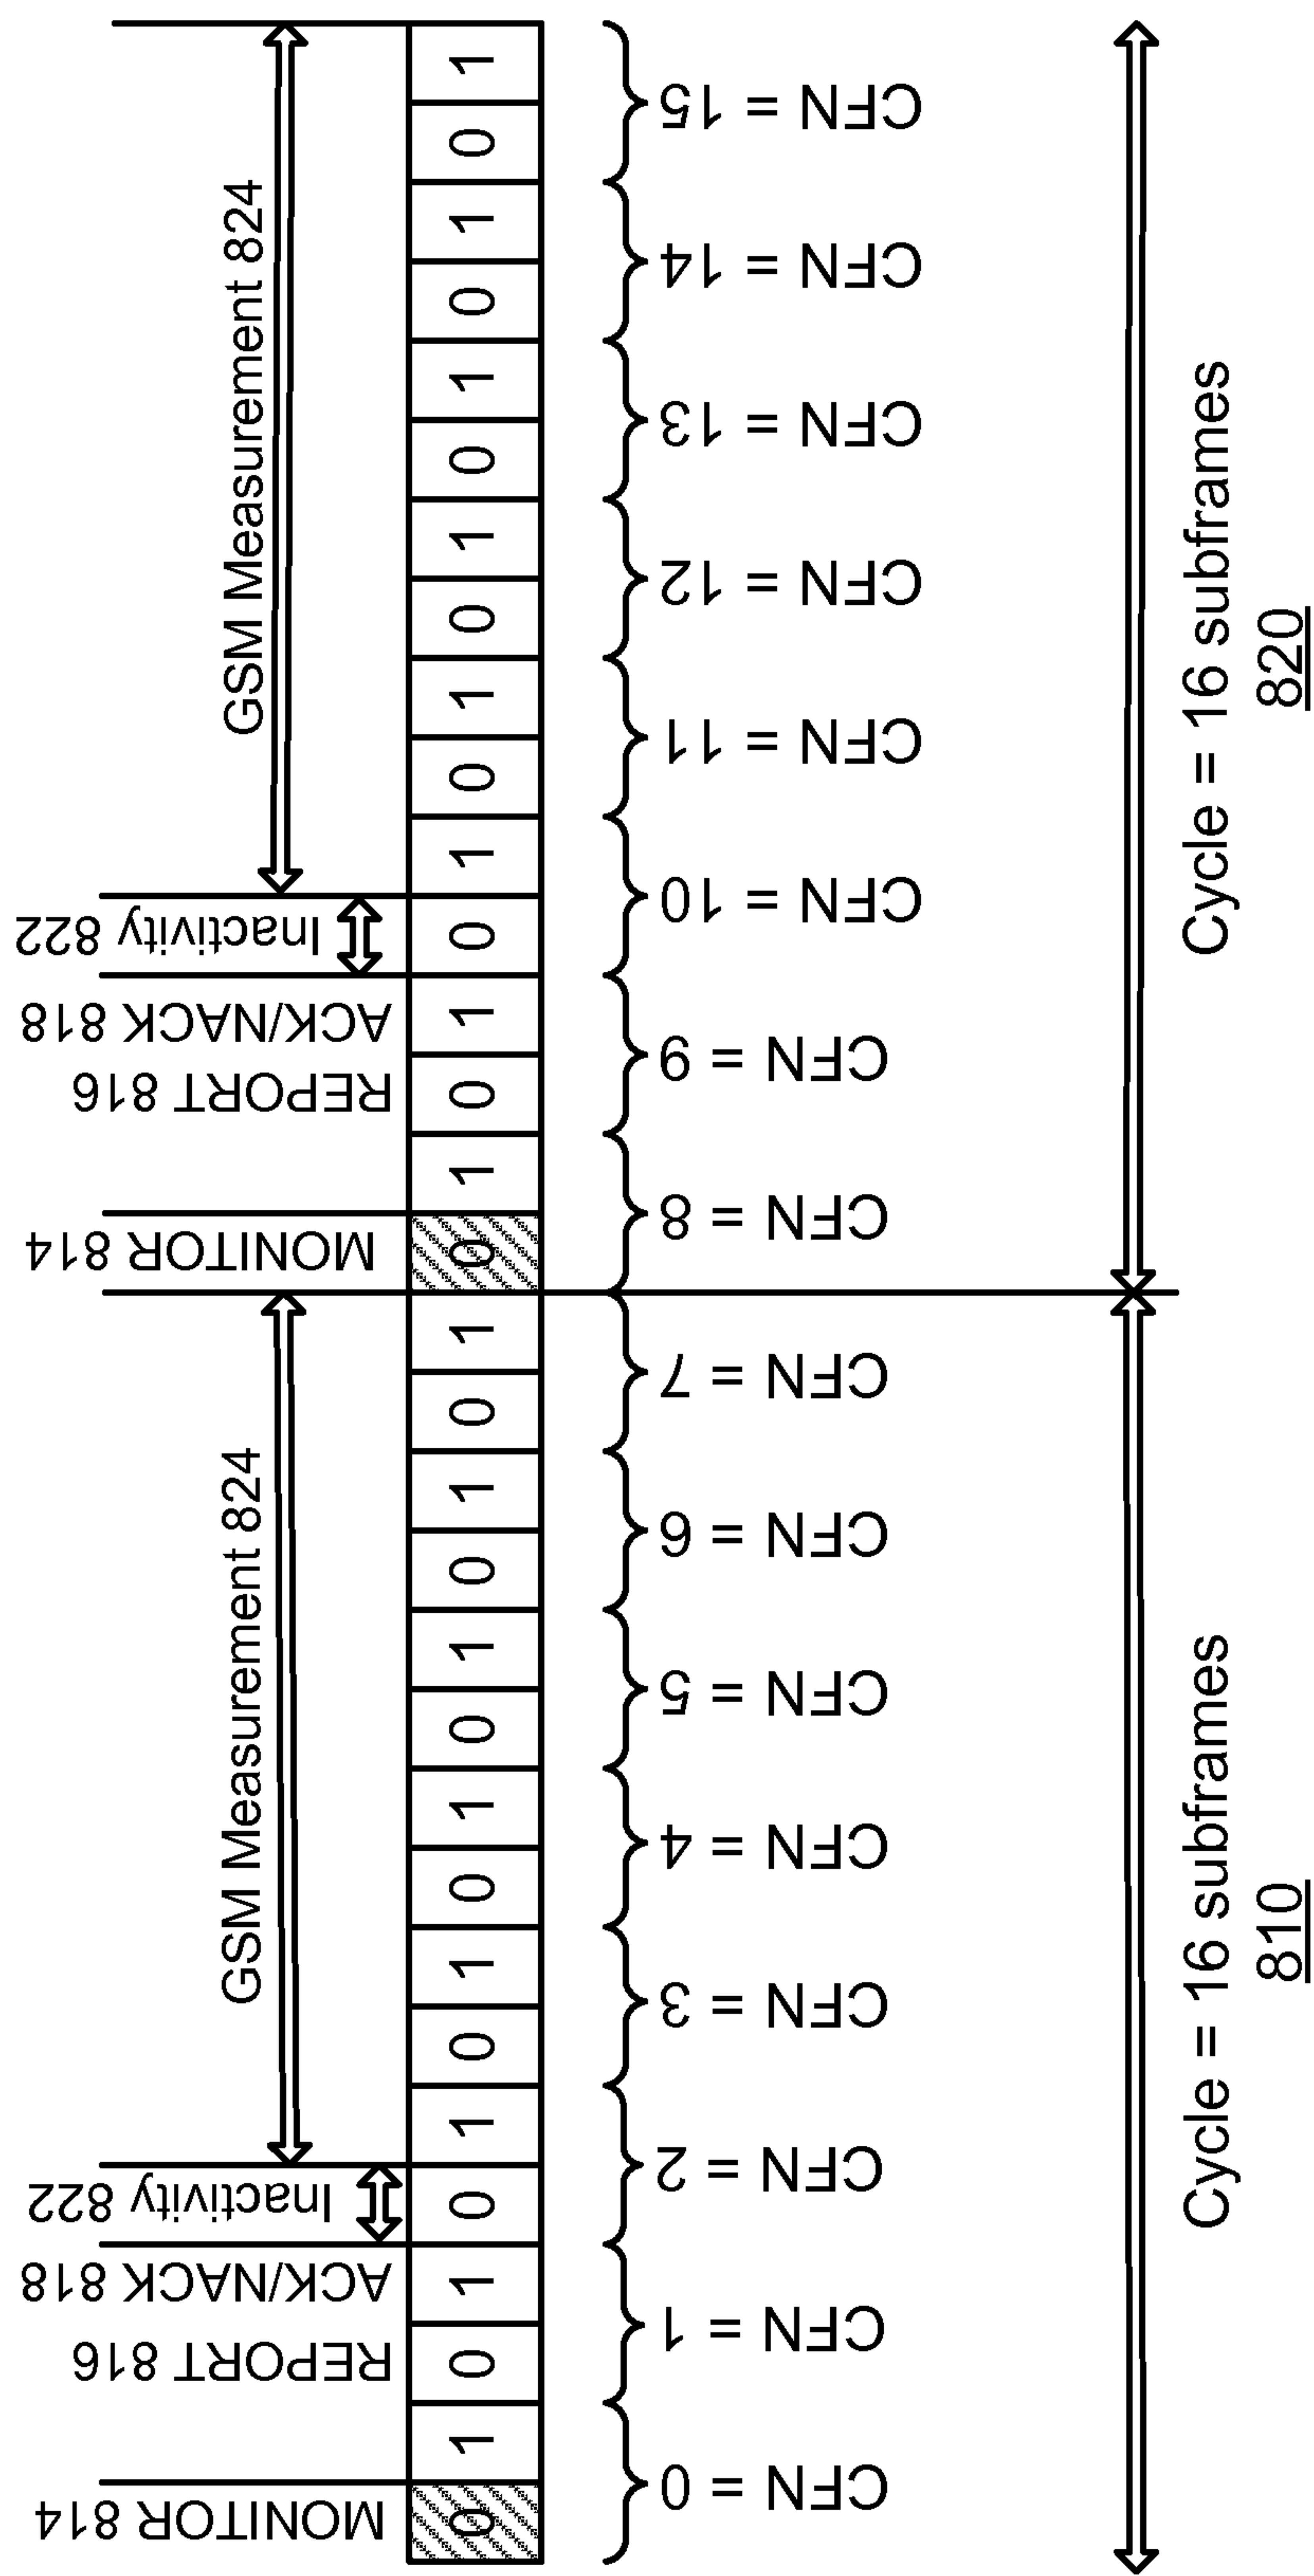 GSM Measurement 824
GSM Measurement 824
MONITOR 814
REPORT 816
ACK/NACK 818
Inactivity 822
MONITOR 814
REPORT 816
ACK/NACK 818
Inactivity 822
0 1 0 1 0 1 0 1 0 1 0 1 0 1 0 1 0 1 0 1 0 1 0 1 0 1 0 1 0 1 0 1
CFN = 0
CFN = 1
CFN = 2
CFN = 3
CFN = 4
CFN = 5
CFN = 6
CFN = 7
CFN = 8
CFN = 9
CFN = 10
CFN = 11
CFN = 12
CFN = 13
CFN = 14
CFN = 15
Cycle = 16 subframes
810
Cycle = 16 subframes
820